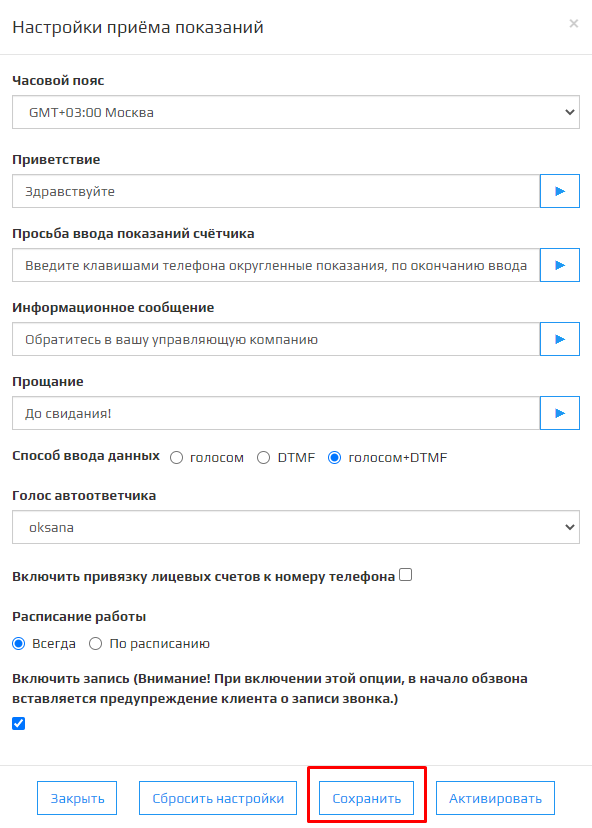 Настройки приёма показаний
×
Часовой пояс
GMT+03:00 Москва
Приветствие
Здравствуйте
Просьба ввода показаний счётчика
Введите клавишами телефона округленные показания, по окончанию ввода
Информационное сообщение
Обратитесь в вашу управляющую компанию
Прощание
До свидания!
Способ ввода данных голосом DTMF голосом+DTMF
Голос автоответчика
oksana
Включить привязку лицевых счетов к номеру телефона
Расписание работы
Всегда По расписанию
Включить запись (Внимание! При включении этой опции, в начало обзвона
вставляется предупреждение клиента о записи звонка.)
Закрыть Сбросить настройки Сохранить Активировать